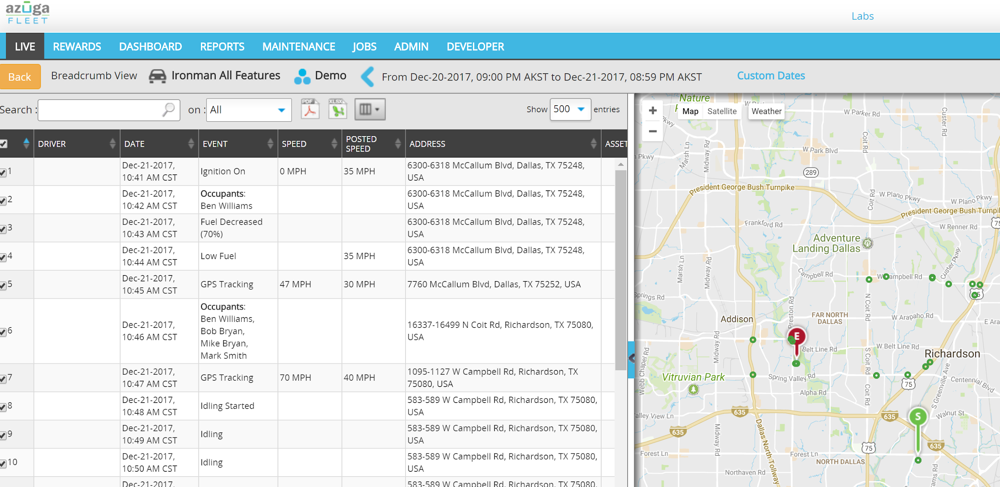 azuga
FLEET
Labs
LIVE REWARDS DASHBOARD REPORTS MAINTENANCE JOBS ADMIN DEVELOPER
Back Breadcrumb View Ironman All Features Demo From Dec-20-2017, 09:00 PM AKST to Dec-21-2017, 08:59 PM AKST Custom Dates
Search : on : All PDF XLSX Show 500 entries
DRIVER DATE EVENT SPEED POSTED SPEED ADDRESS ASSET
1 Dec-21-2017, 10:41 AM CST Ignition On 0 MPH 35 MPH 6300-6318 McCallum Blvd, Dallas, TX 75248, USA
2 Dec-21-2017, 10:42 AM CST Occupants: Ben Williams 6300-6318 McCallum Blvd, Dallas, TX 75248, USA
3 Dec-21-2017, 10:43 AM CST Fuel Decreased (70%) 6300-6318 McCallum Blvd, Dallas, TX 75248, USA
4 Dec-21-2017, 10:44 AM CST Low Fuel 35 MPH 6300-6318 McCallum Blvd, Dallas, TX 75248, USA
5 Dec-21-2017, 10:45 AM CST GPS Tracking 47 MPH 30 MPH 7760 McCallum Blvd, Dallas, TX 75252, USA
6 Dec-21-2017, 10:46 AM CST Occupants: Ben Williams, Bob Bryan, Mike Bryan, Mark Smith 16337-16499 N Coit Rd, Richardson, TX 75080, USA
7 Dec-21-2017, 10:47 AM CST GPS Tracking 70 MPH 40 MPH 1095-1127 W Campbell Rd, Richardson, TX 75080, USA
8 Dec-21-2017, 10:48 AM CST Idling Started 583-589 W Campbell Rd, Richardson, TX 75080, USA
9 Dec-21-2017, 10:49 AM CST Idling 583-589 W Campbell Rd, Richardson, TX 75080, USA
10 Dec-21-2017, 10:50 AM CST Idling 583-589 W Campbell Rd, Richardson, TX 75080, USA
Dec-21-2017, 583-589 W Campbell Rd, Richardson, TX 75080,
Nature
Map Satellite Weather
W Parker Rd
Custer Rd
Pkwy
Coit Rd
Marsh Ln
Midway Rd
W Park Blvd
Pkwy
289
President George Bush Turnpike
Coit Rd
W Plano Pkwy
W Plano Pkwy
President George Bush Turnpi
75
Frankford Rd
W Renner Rd
Adventure
Landing Dallas
Custer Pkwy
Marsh Ln
Midway Rd
Campbell Rd
W Campbell Rd
Springs Rd
Preston Rd
N Coit Rd
FAR NORTH
DALLAS
W Arapaho Rd
E Ara
Addison
E
Midway Rd
Belt Line Rd
W Belt Line Rd
Webb Chapel Rd
S Coit Rd
Richardson
Vitruvian Park
Spring Valley Rd
S Greenville Ave
Centennial Blvd
75
Alpha Rd
Coit Rd
635
alley View Ln
635
S
Walnut St
635
Dallas North Tollway
Midway Rd
635
75
Forest Ln
Forest Ln
NORTH DALLAS
Northaven Rd
ams Rd